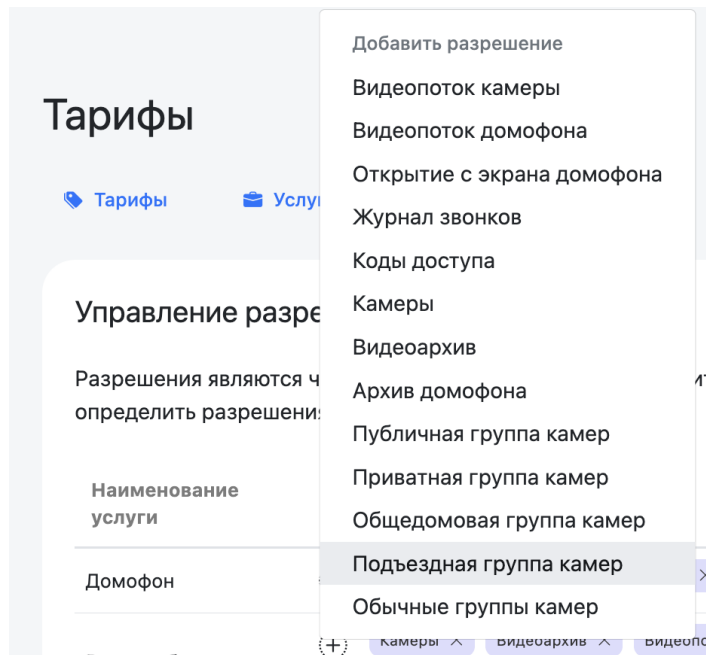 Добавить разрешение
Видеопоток камеры
Видеопоток домофона
Открытие с экрана домофона
Журнал звонков
Коды доступа
Камеры
Видеоархив
Архив домофона
Публичная группа камер
Приватная группа камер
Общедомовая группа камер
Подъездная группа камер
Обычные группы камер
Тарифы
Тарифы
Управление
Разрешения являются
определить
Наименование
услуги
Домофон
Камеры × Видеоархив ×